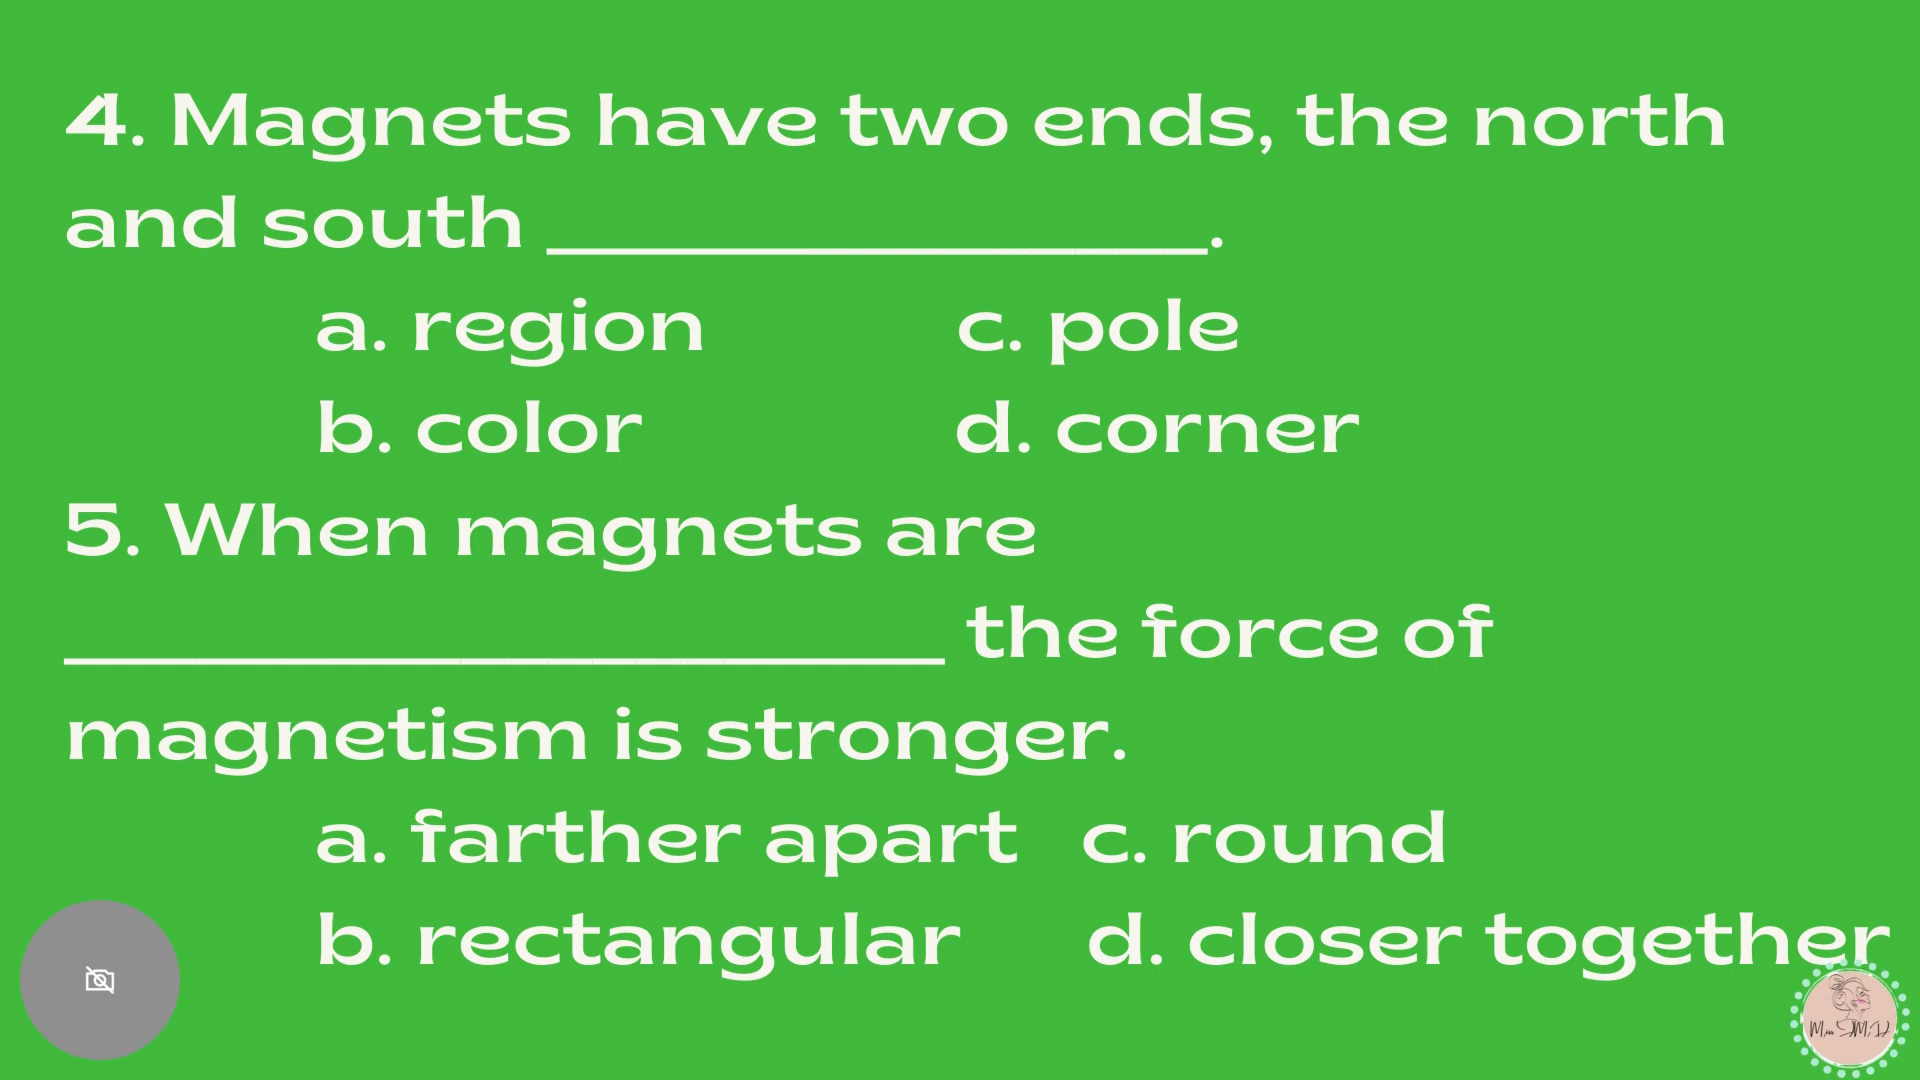 4. Magnets have two ends, the north
and south _______________.
a. region c. pole
b. color d. corner
5. When magnets are
____________________ the force of
magnetism is stronger.
a. farther apart c. round
b. rectangular d. closer together